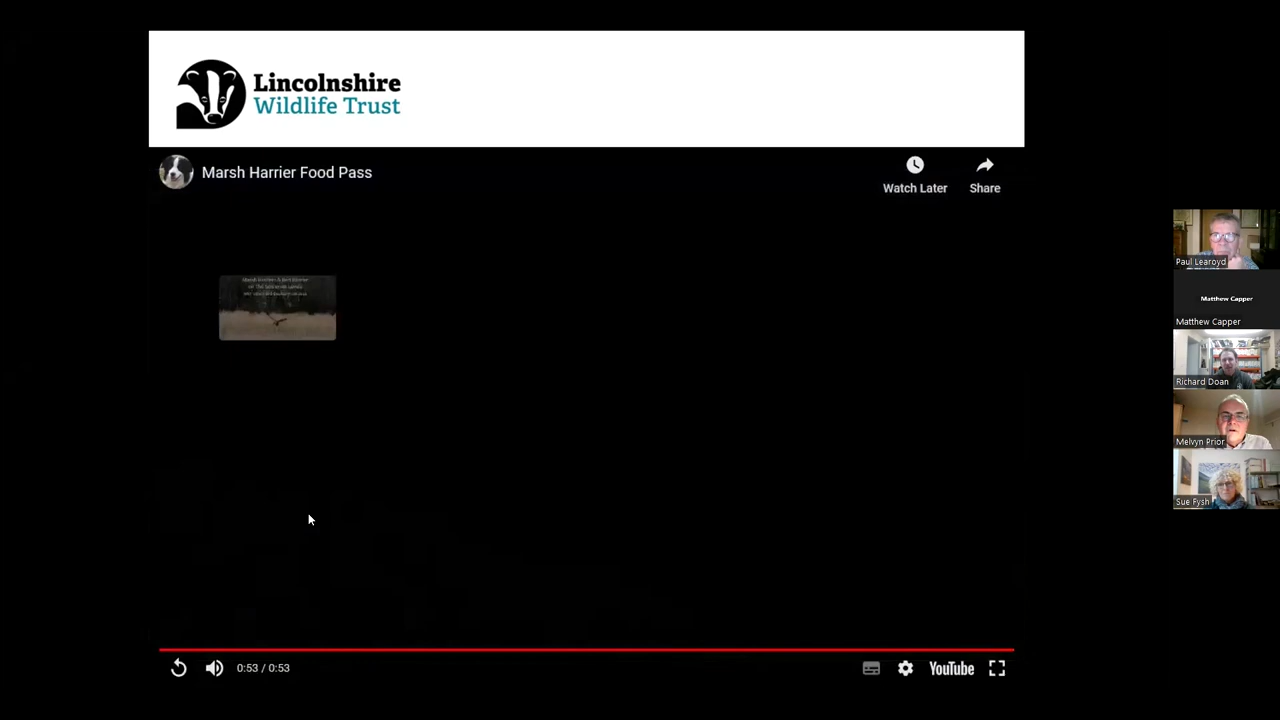 Lincolnshire
Wildlife Trust
Marsh Harrier Food Pass
Watch Later
Share
Paul Learoyd
Matthew Capper
Matthew Capper
Richard Doan
Melvyn Prior
Sue Fysh
0:53 / 0:53
YouTube